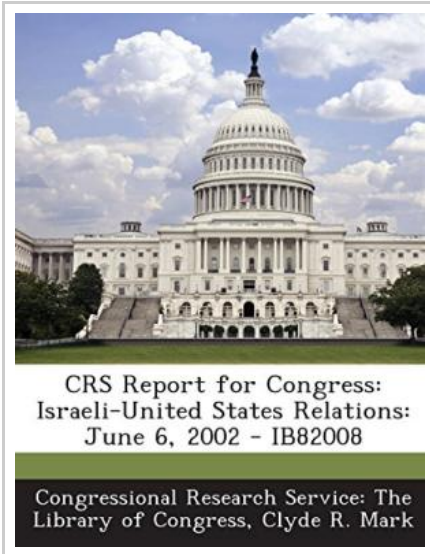 CRS Report for Congress:
Israeli-United States Relations:
June 6, 2002 - IB82008
Congressional Research Service: The
Library of Congress, Clyde R. Mark